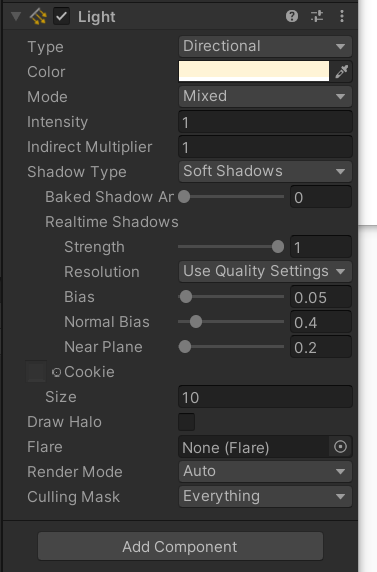 Light
Type Directional
Color
Mode Mixed
Intensity 1
Indirect Multiplier 1
Shadow Type Soft Shadows
Baked Shadow Ar 0
Realtime Shadows
Strength 1
Resolution Use Quality Settings
Bias 0.05
Normal Bias 0.4
Near Plane 0.2
Cookie
Size 10
Draw Halo
Flare None (Flare)
Render Mode Auto
Culling Mask Everything
Add Component